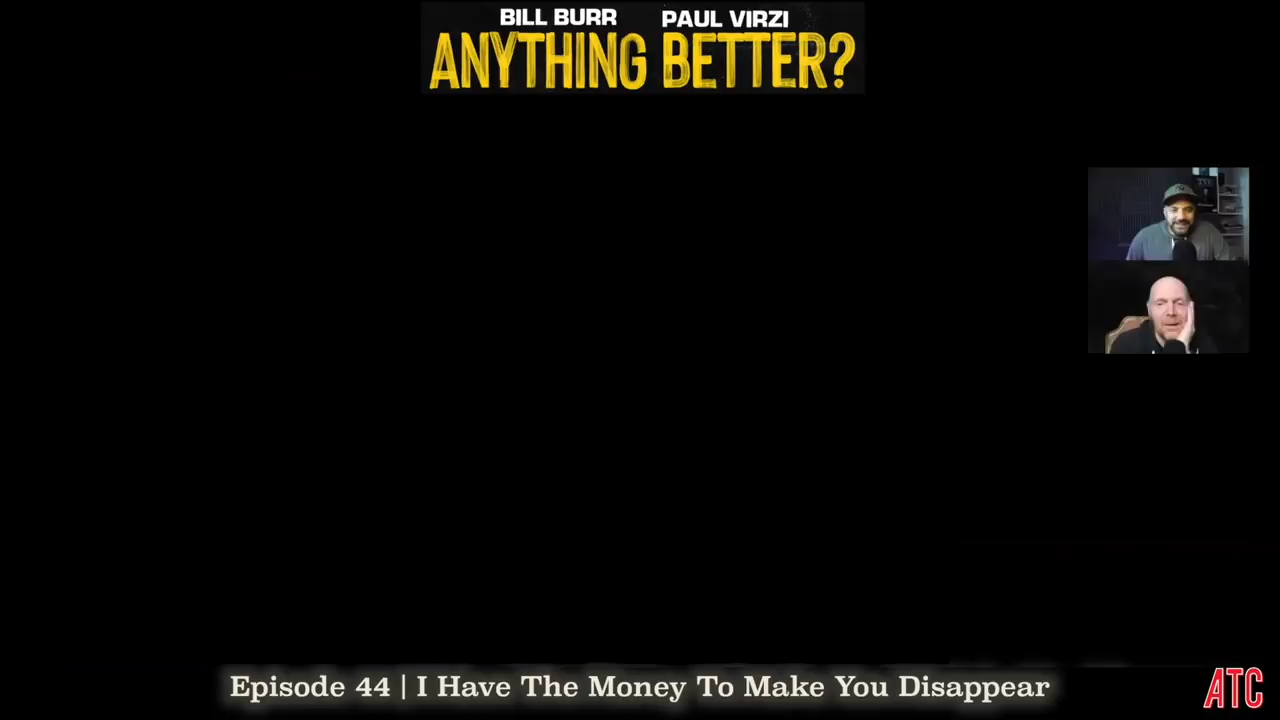 BILL BURR PAUL VIRZI
ANYTHING BETTER?
Episode 44 | I Have The Money To Make You Disappear
ATC